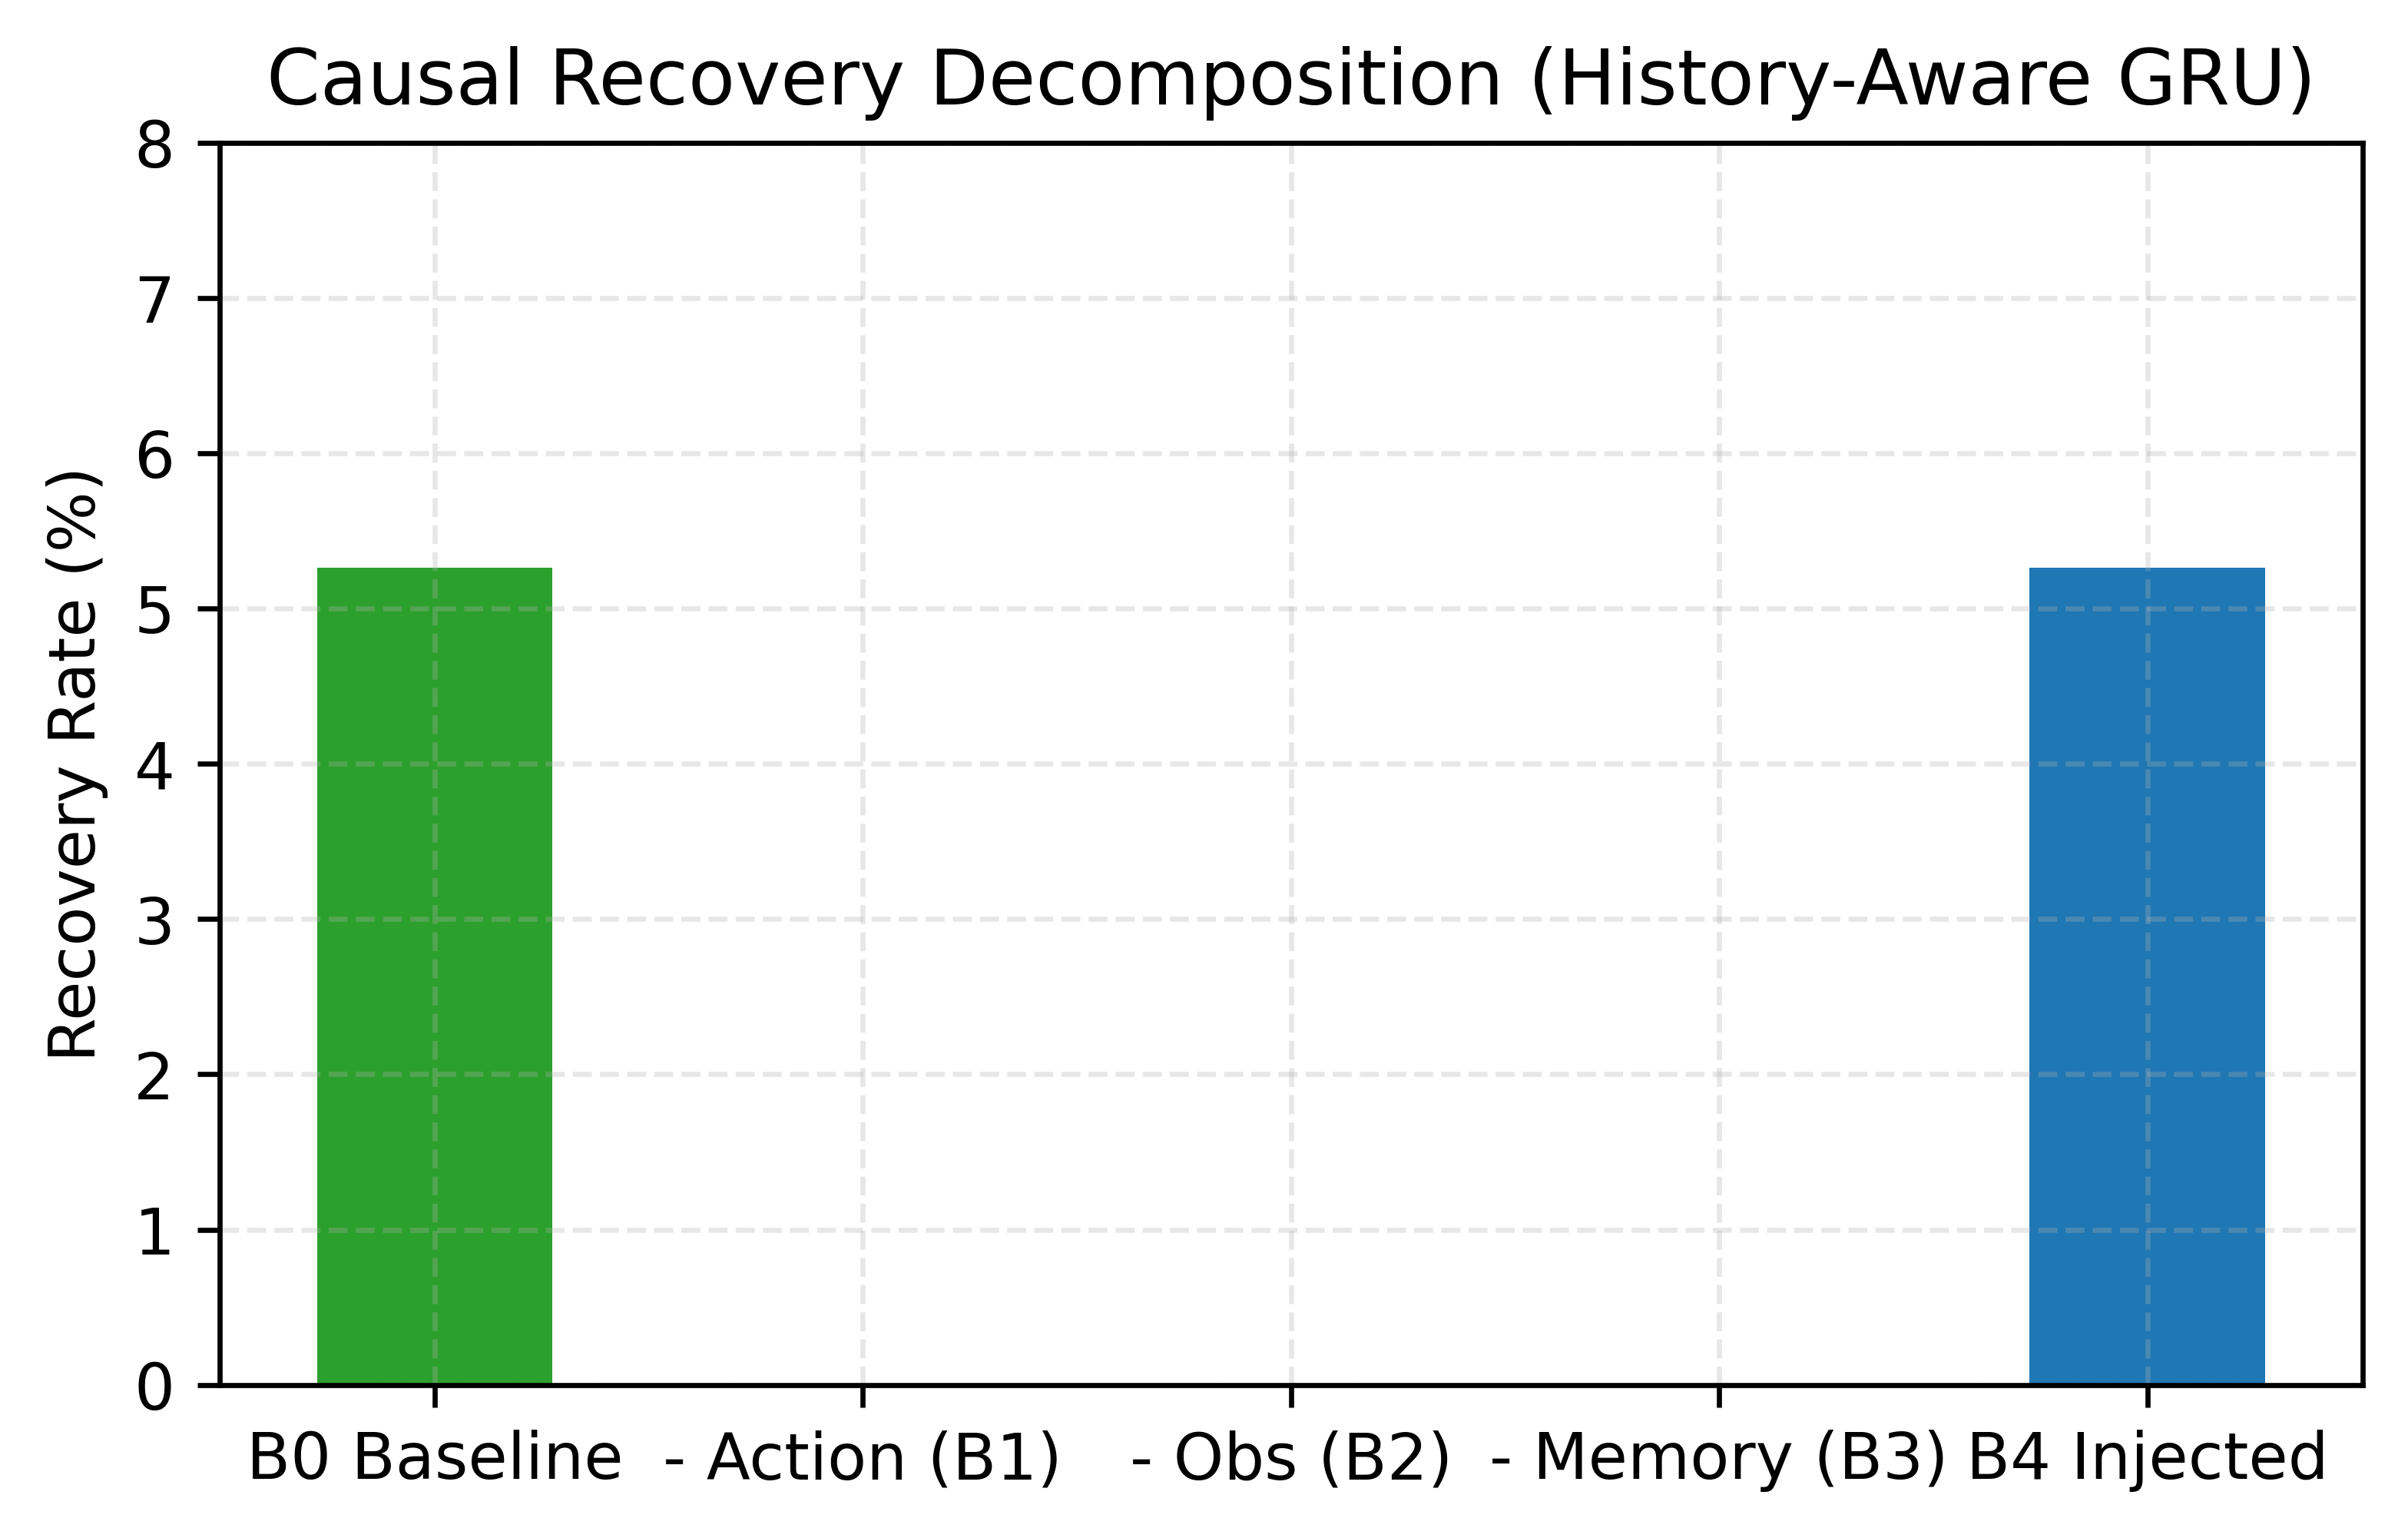 Causal Recovery Decomposition (History-Aware GRU)
8
7
6
5
4
3
2
1
0
Recovery Rate (%)
B0 Baseline
- Action (B1)
- Obs (B2)
- Memory (B3)
B4 Injected